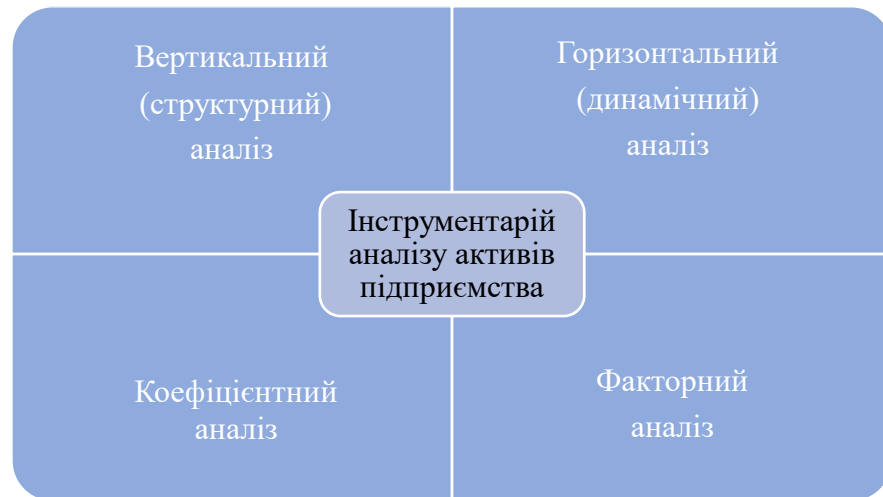 Вертикальний
(структурний)
аналіз
Горизонтальний
(динамічний)
аналіз
Інструментарій
аналізу активів
підприємства
Коефіцієнтний
аналіз
Факторний
аналіз